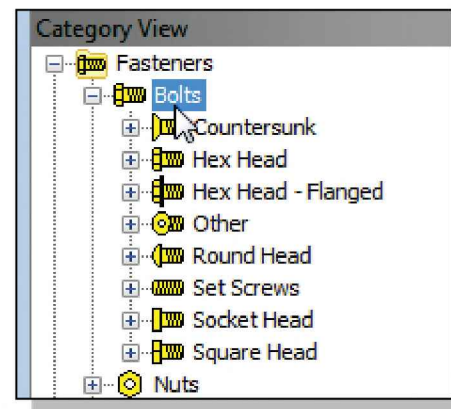 Category View
Fasteners
Bolts
Countersunk
Hex Head
Hex Head - Flanged
Other
Round Head
Set Screws
Socket Head
Square Head
Nuts